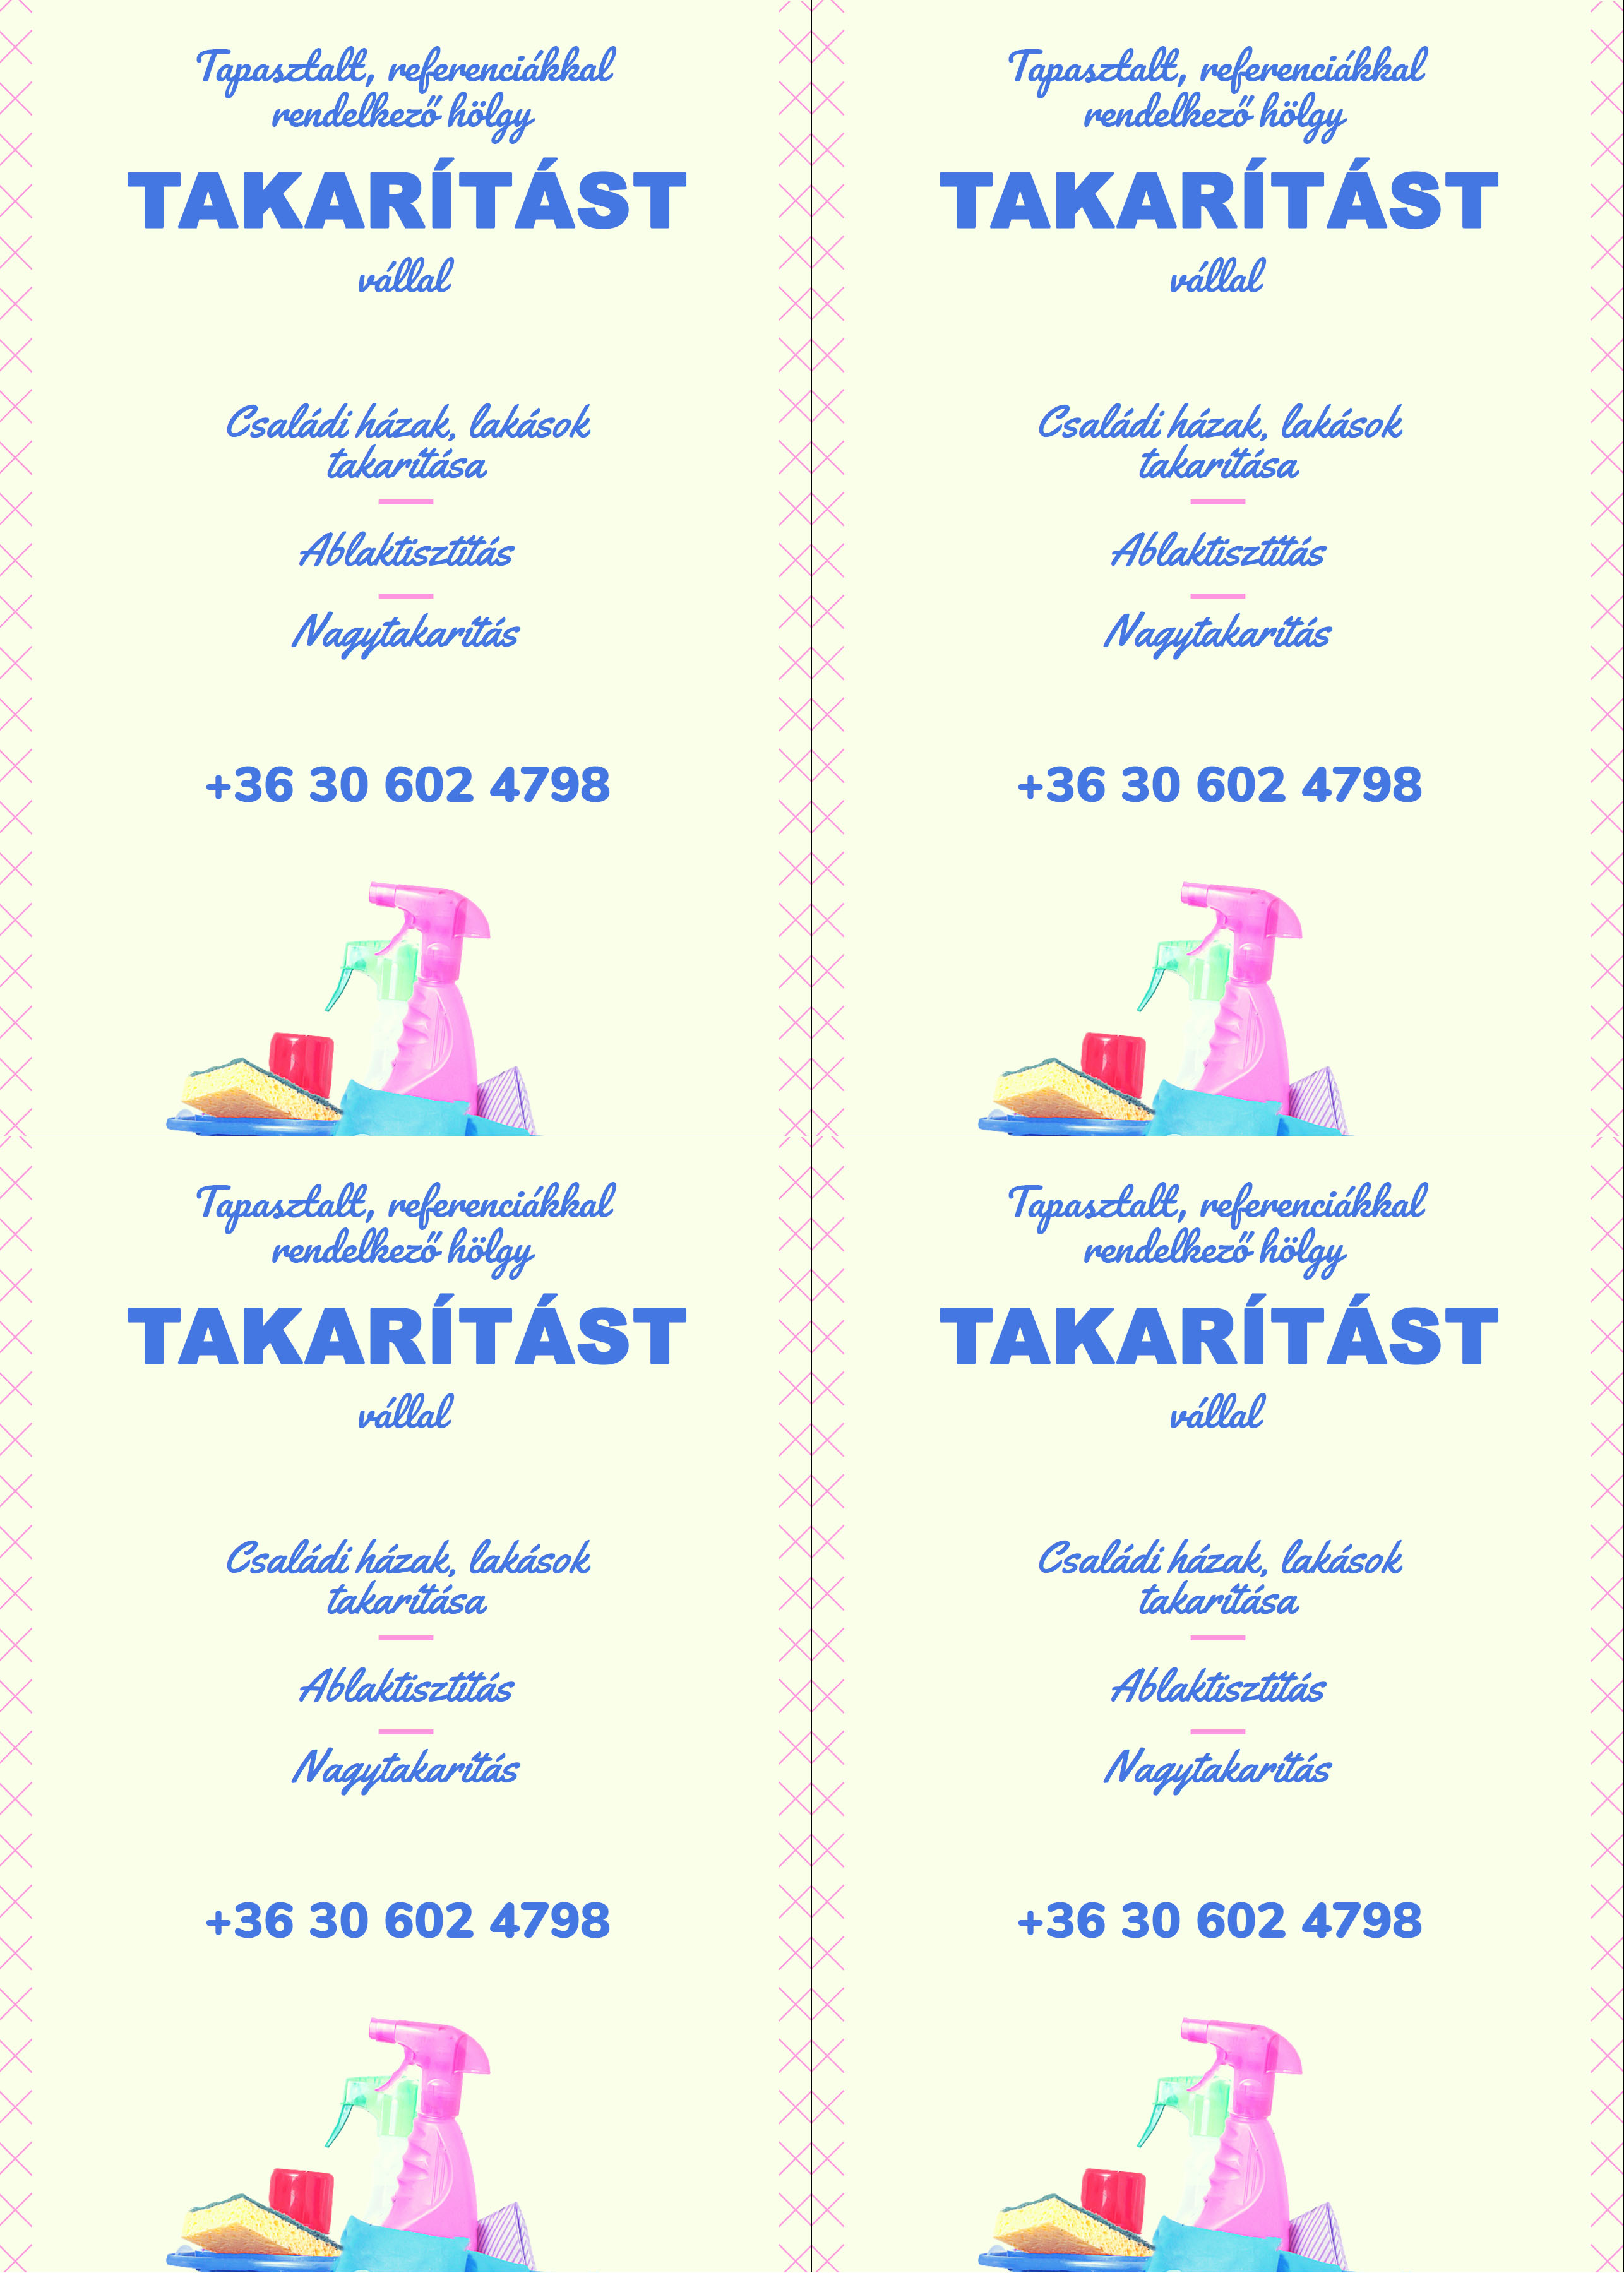 Tapasztalt, referenciákkal
rendelkező hölgy
TAKARÍTÁST
vállal
Családi házak, lakások
takarítása
Ablaktisztítás
Nagytakarítás
+36 30 602 4798
Tapasztalt, referenciákkal
rendelkező hölgy
TAKARÍTÁST
vállal
Családi házak, lakások
takarítása
Ablaktisztítás
Nagytakarítás
+36 30 602 4798
Tapasztalt, referenciákkal
rendelkező hölgy
TAKARÍTÁST
vállal
Családi házak, lakások
takarítása
Ablaktisztítás
Nagytakarítás
+36 30 602 4798
Tapasztalt, referenciákkal
rendelkező hölgy
TAKARÍTÁST
vállal
Családi házak, lakások
takarítása
Ablaktisztítás
Nagytakarítás
+36 30 602 4798